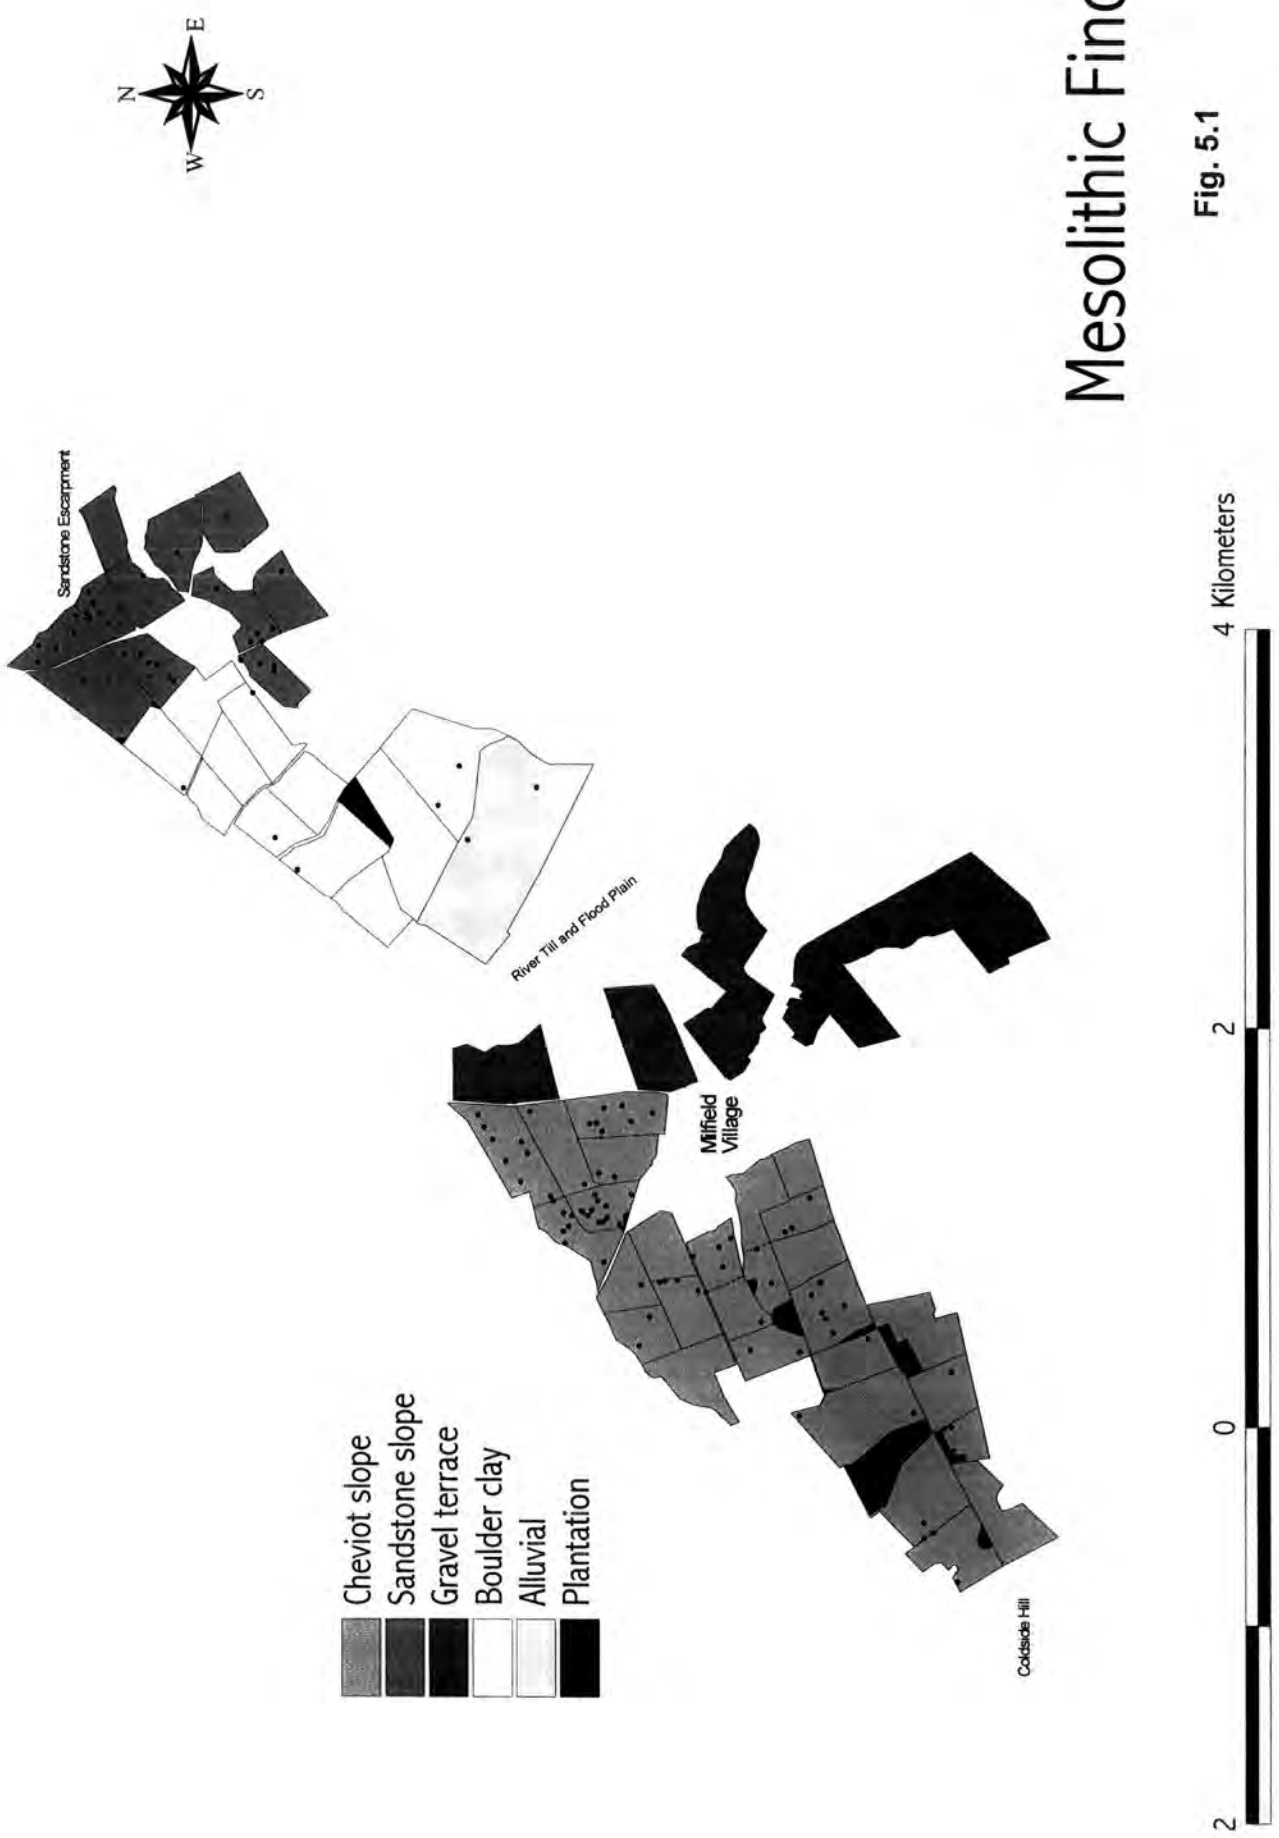 N
W
E
S
Sandstone Escarpment
River Till and Flood Plain
Milfield
Village
Coldside Hill
Cheviot slope
Sandstone slope
Gravel terrace
Boulder clay
Alluvial
Plantation
2
0
2
4 Kilometers
Mesolithic Find
Fig. 5.1